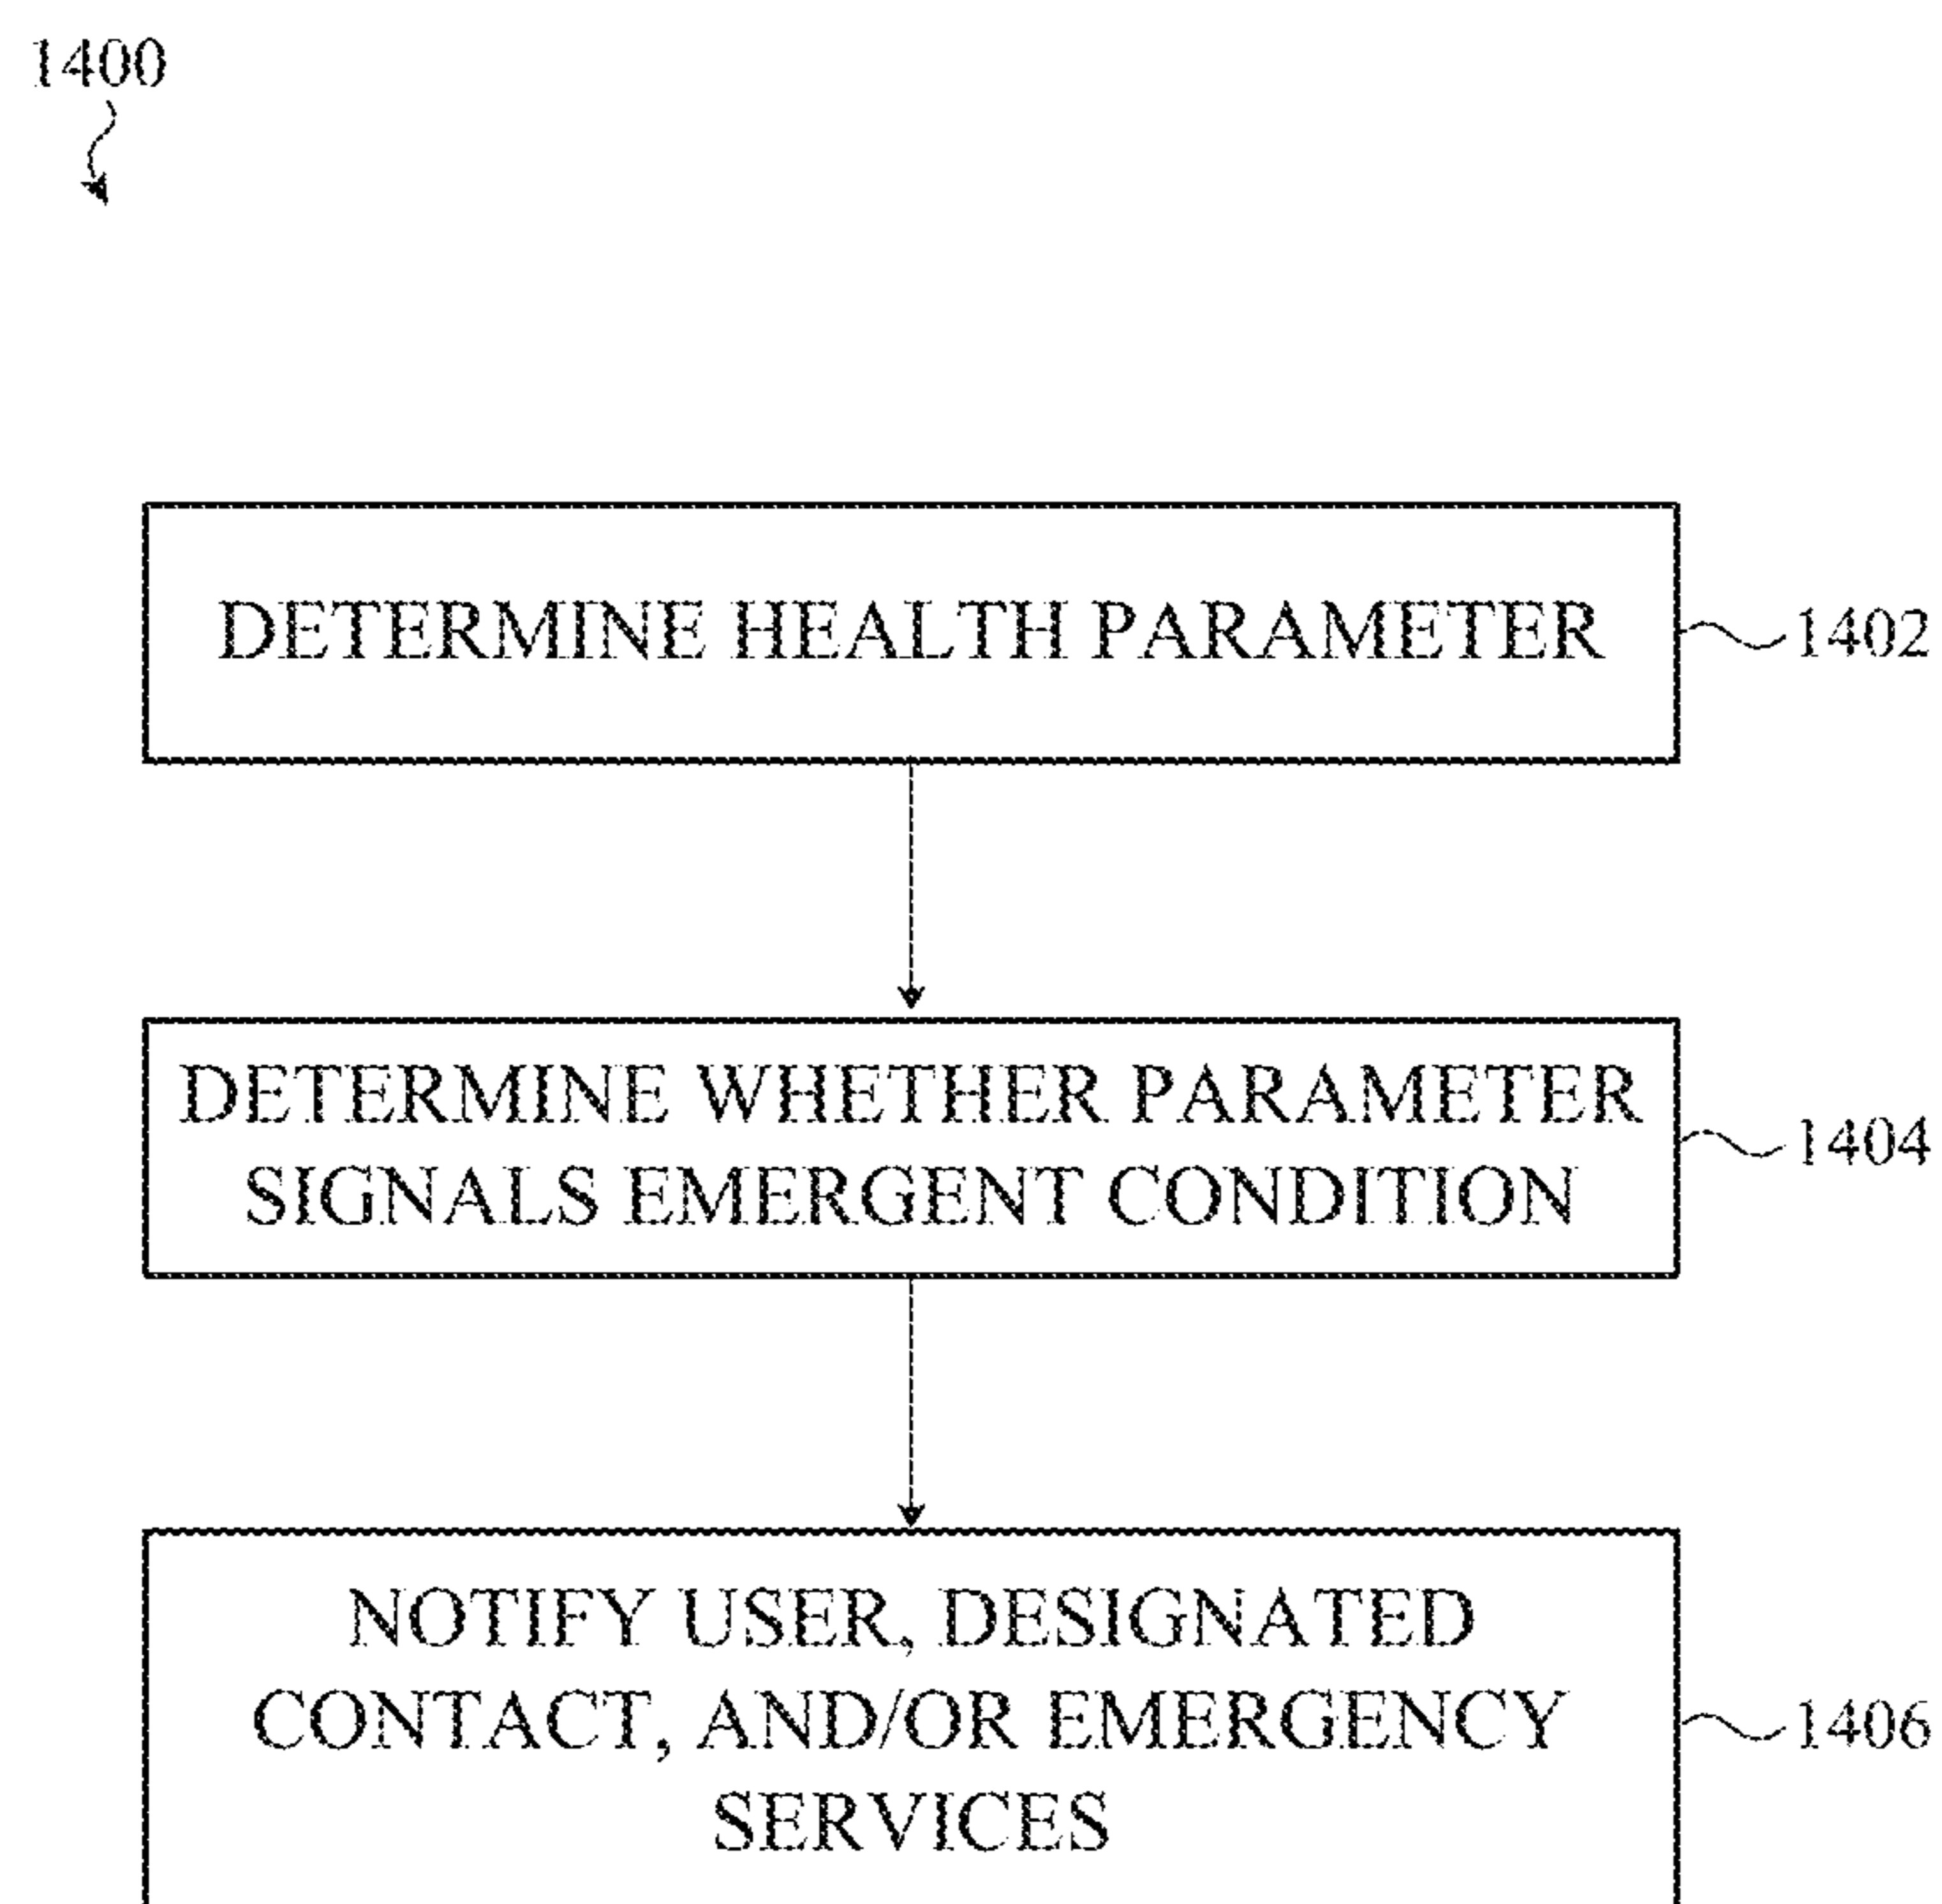 1400
DETERMINE HEALTH PARAMETER
1402
DETERMINE WHETHER PARAMETER
SIGNALS EMERGENT CONDITION
1404
NOTIFY USER, DESIGNATED
CONTACT, AND/OR EMERGENCY
SERVICES
1406